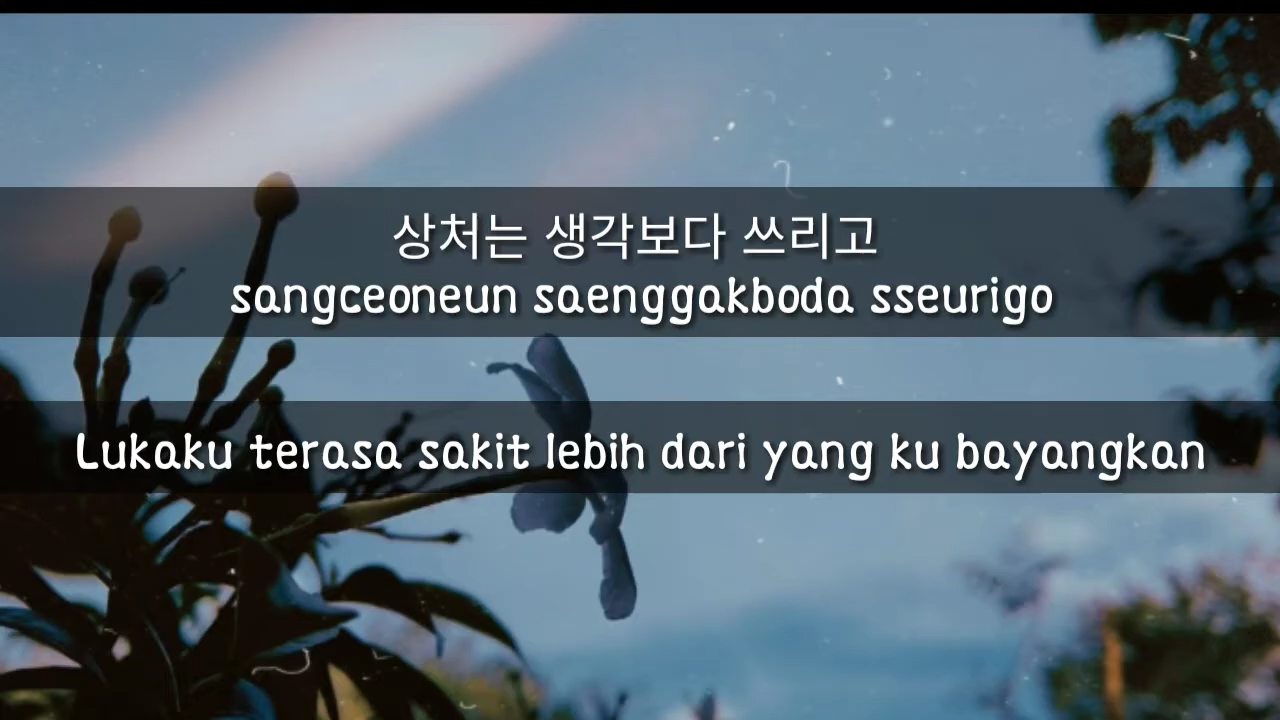 상처는 생각보다 쓰리고
sangceoneun saenggakboda sseurigo
Lukaku terasa sakit lebih dari yang ku bayangkan